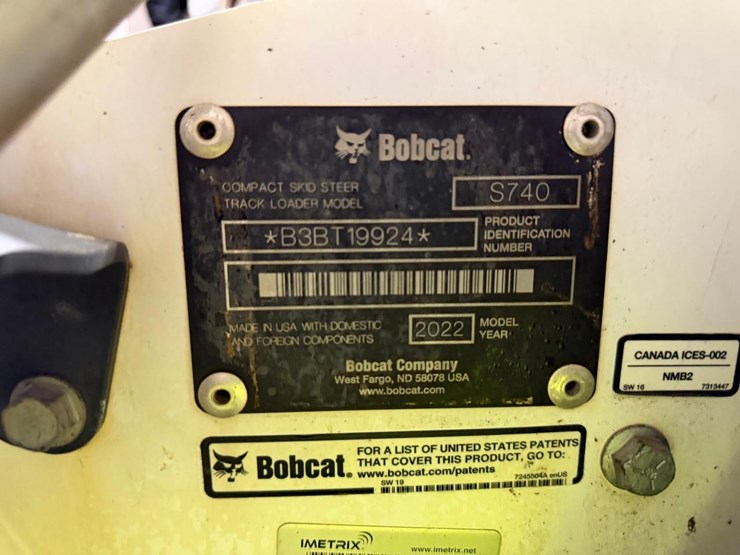 Bobcat.
COMPACT SKID STEER
TRACK LOADER MODEL
S740
*B3BT19924*
PRODUCT
IDENTIFICATION
NUMBER
MADE IN USA WITH DOMESTIC
AND FOREIGN COMPONENTS
2022
MODEL
YEAR
Bobcat Company
West Fargo, ND 58078 USA
www.bobcat.com
CANADA ICES-002
NMB2
SW 16
7313447
Bobcat.
FOR A LIST OF UNITED STATES PATENTS
THAT COVER THIS PRODUCT, GO TO:
www.bobcat.com/patents
SW 19
enUS
IMETRIX
www.imetrix.net